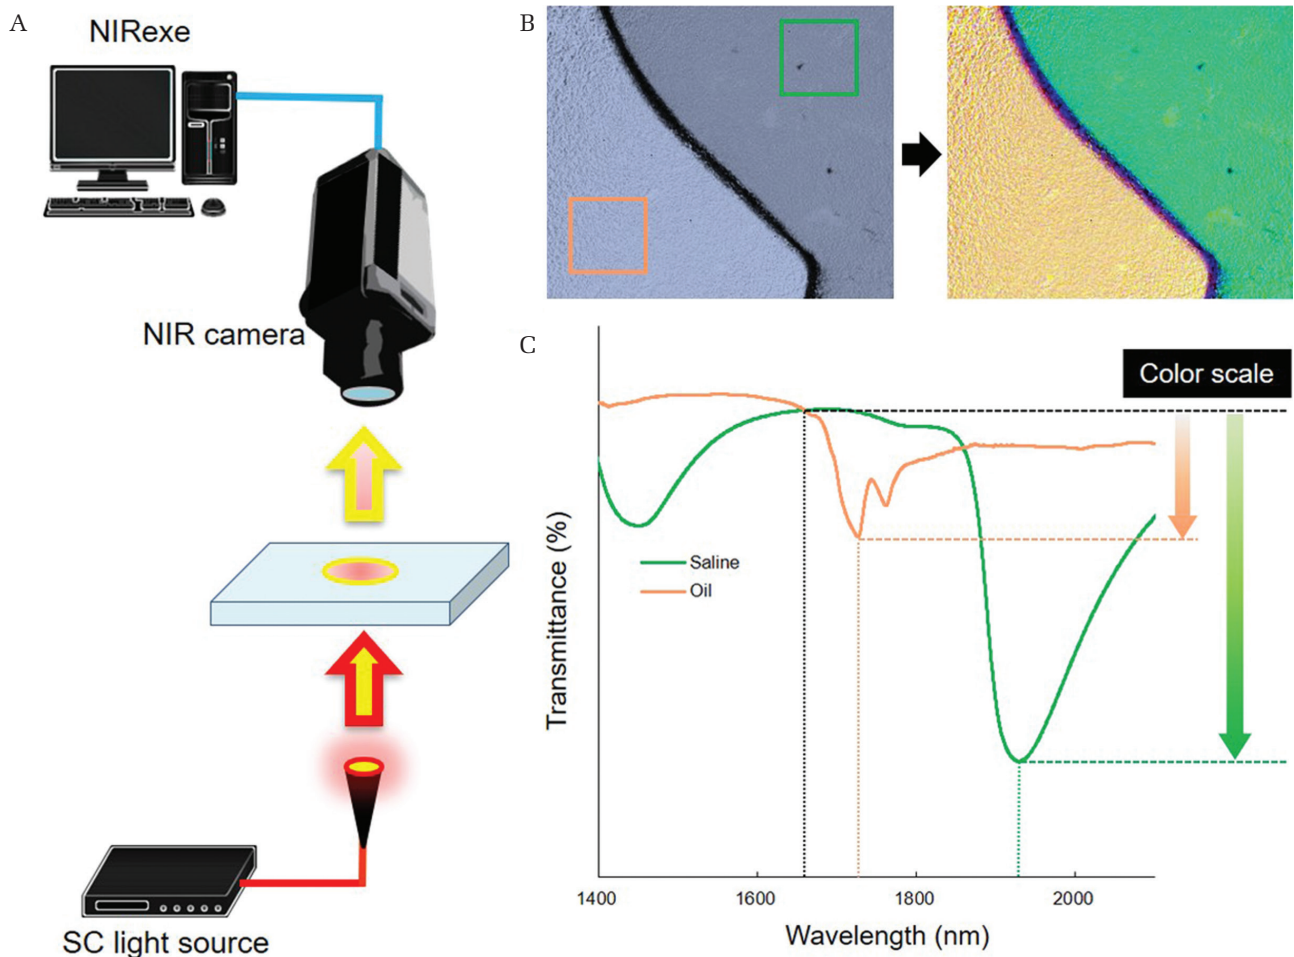 A
NIRexe
NIR camera
SC light source
B
C
Color scale
Transmittance (%)
Saline
Oil
1400
1600
1800
2000
Wavelength (nm)